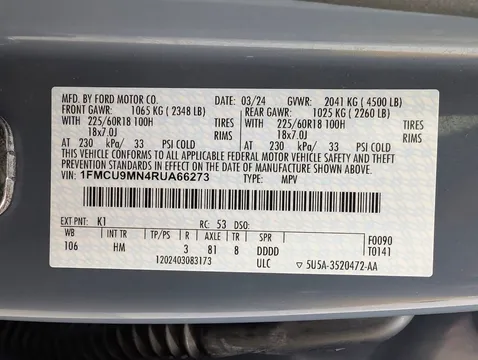 MFD. BY FORD MOTOR CO. DATE: 03/24 GVWR: 2041 KG (4500 LB)
FRONT GAWR: 1065 KG (2348 LB) REAR GAWR: 1025 KG (2260 LB)
WITH 225/60R18 100H TIRES WITH 225/60R18 100H TIRES
18x7.0J RIMS 18x7.0J RIMS
AT 230 kPa/ 33 PSI COLD AT 230 kPa/ 33 PSI COLD
THIS VEHICLE CONFORMS TO ALL APPLICABLE FEDERAL MOTOR VEHICLE SAFETY AND THEFT
PREVENTION STANDARDS IN EFFECT ON THE DATE OF MANUFACTURE SHOWN ABOVE.
VIN: 1FMCU9MN4RUA66273 TYPE: MPV
EXT PNT: K1 RC: 53 DSO:
WB INT TR TP/PS R AXLE TR SPR F0090
106 HM 3 81 8 DDDD T0141
1202403083173 ULC 5U5A-3520472-AA